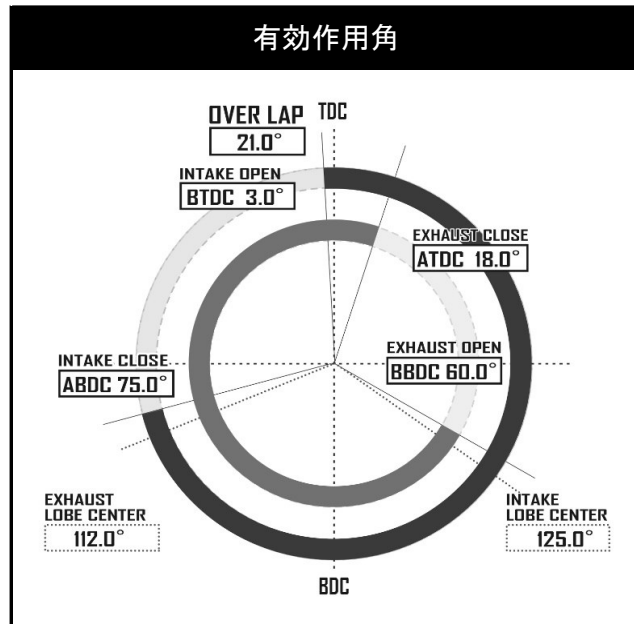 有効作用角
OVER LAP
21.0°
TDC
INTAKE OPEN
BTDC 3.0°
EXHAUST CLOSE
ATDC 18.0°
EXHAUST OPEN
BBDC 60.0°
INTAKE CLOSE
ABDC 75.0°
EXHAUST
LOBE CENTER
112.0°
INTAKE
LOBE CENTER
125.0°
BDC